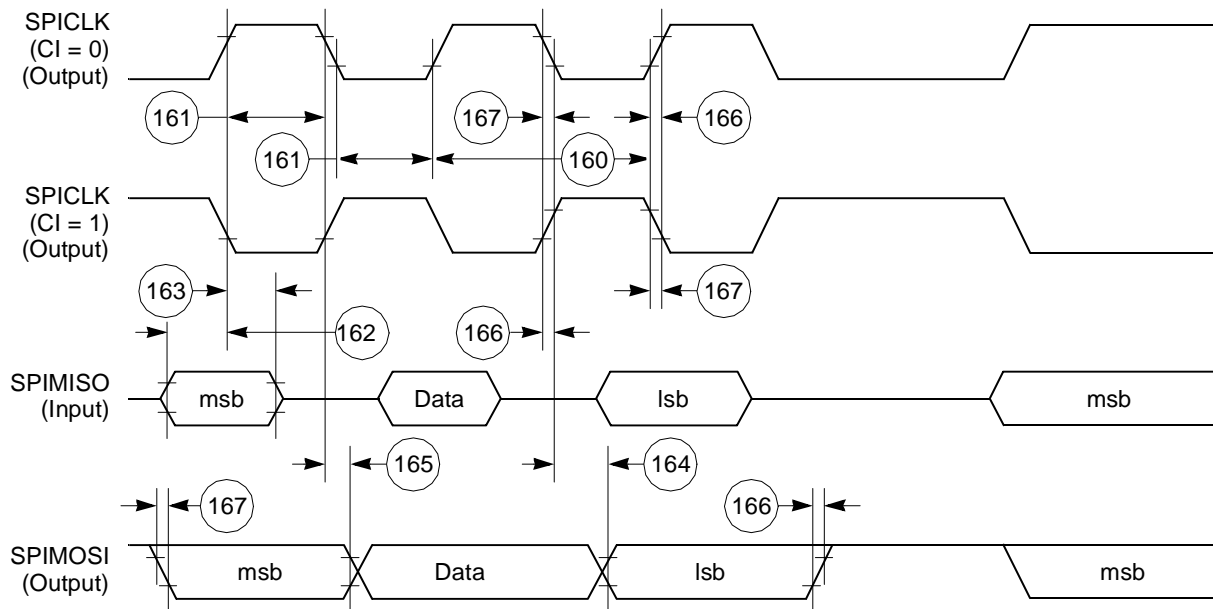 SPICLK
(CI = 0)
(Output)
161
167
166
161
160
SPICLK
(CI = 1)
(Output)
163
167
166
162
SPIMISO
(Input)
msb
Data
lsb
msb
165
164
167
166
SPIMOSI
(Output)
msb
Data
lsb
msb